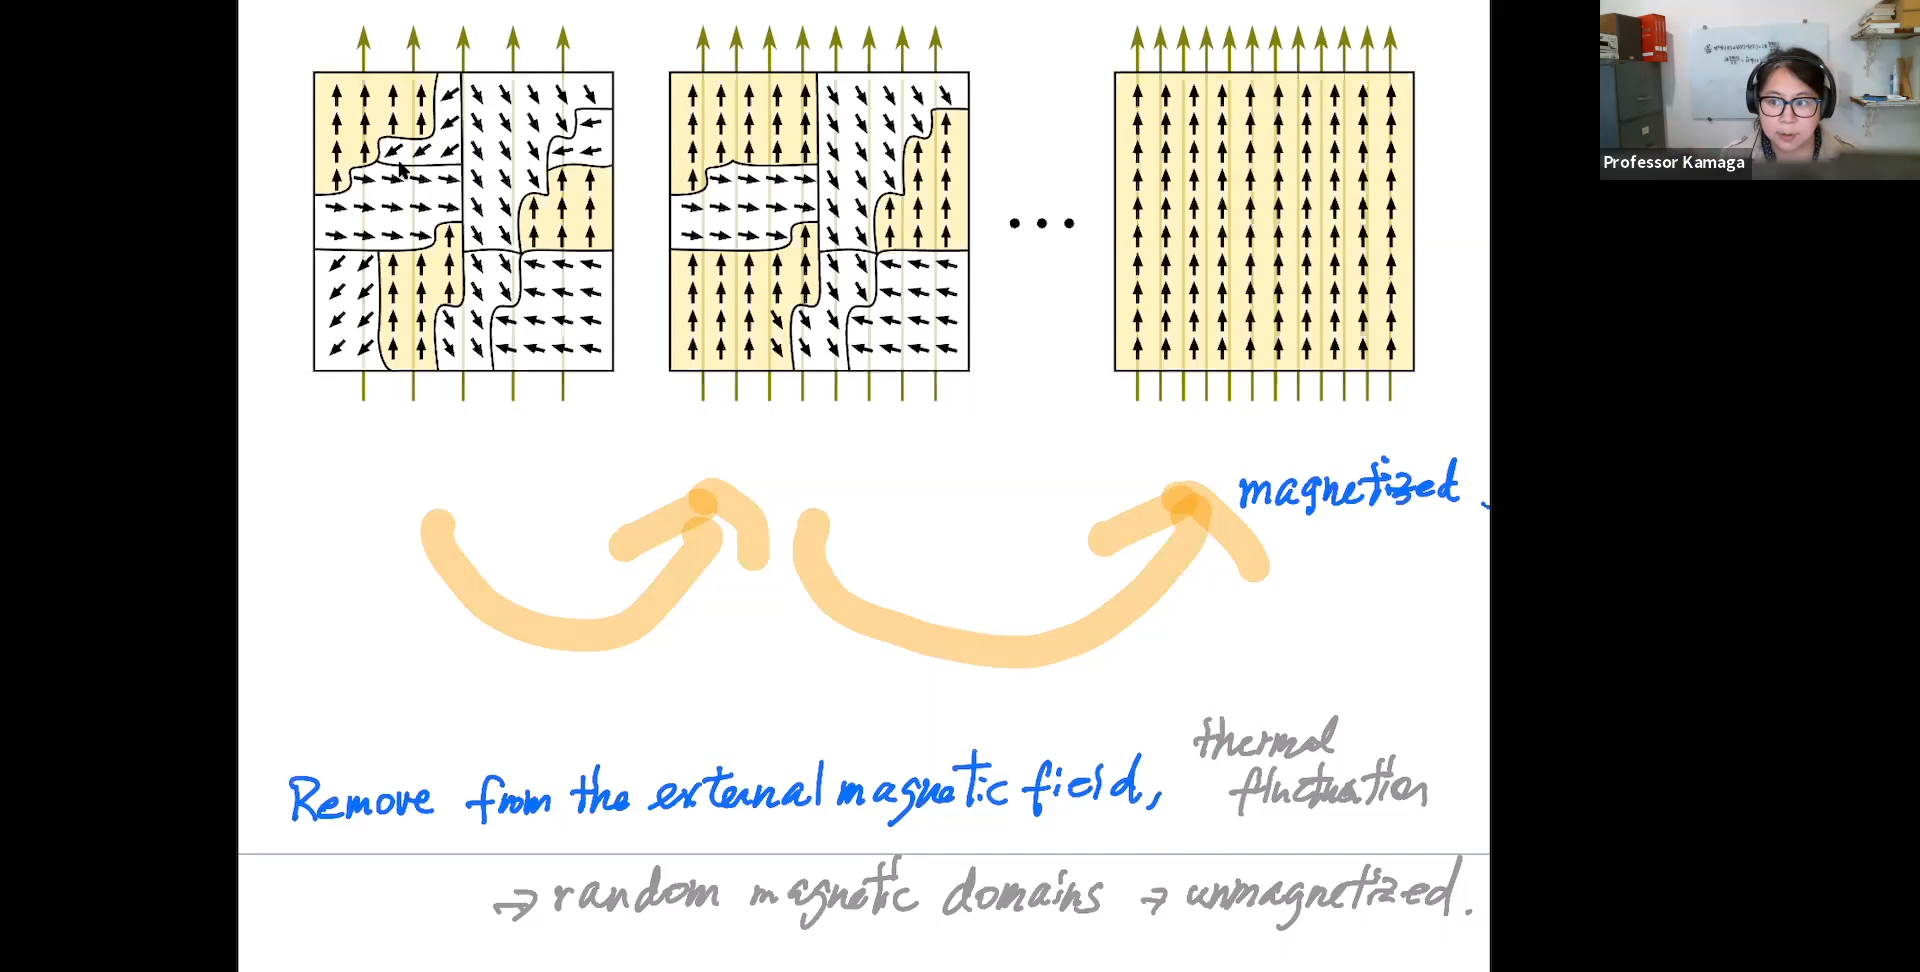 Professor Kamaga
magnetized.
thermal
fluctuation
Remove from the external magnetic field,
→ random magnetic domains → unmagnetized.